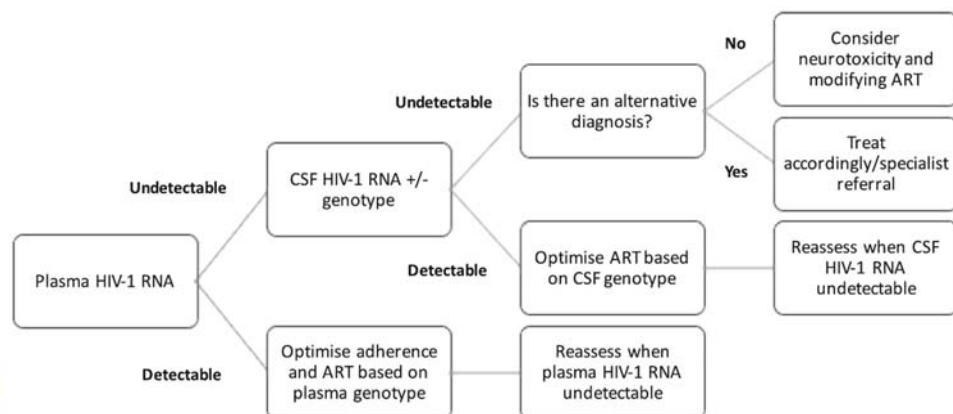 No
Consider
neurotoxicity and
modifying ART
Undetectable
Is there an alternative
diagnosis?
Yes
Treat
accordingly/specialist
referral
Undetectable
CSF HIV-1 RNA +/-
genotype
Detectable
Optimise ART based
on CSF genotype
Reassess when CSF
HIV-1 RNA
undetectable
Plasma HIV-1 RNA
Detectable
Optimise adherence
and ART based on
plasma genotype
Reassess when
plasma HIV-1 RNA
undetectable